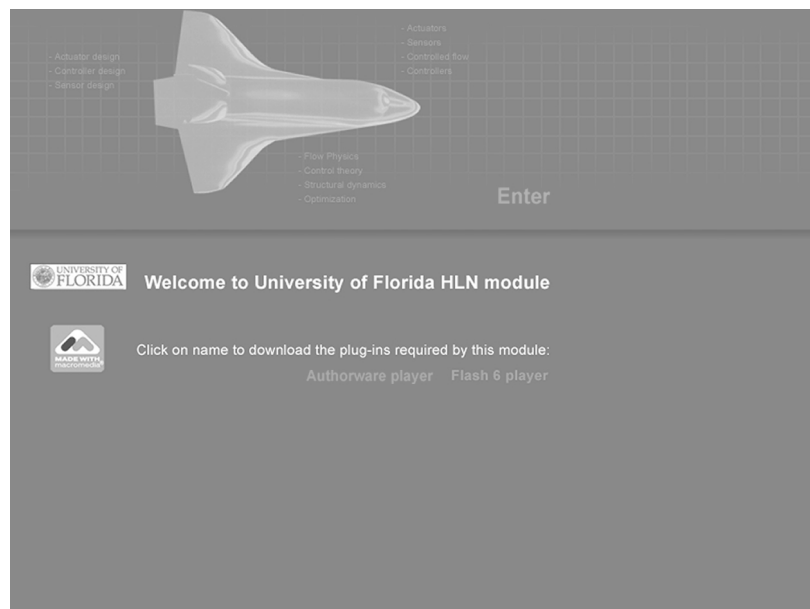 - Actuators
- Sensors
- Controlled flow
- Controllers
- Actuator design
- Controller design
- Sensor design
- Flow Physics
- Control theory
- Structural dynamics
- Optimization
Enter
UNIVERSITY OF
FLORIDA
Welcome to University of Florida HLN module
MADE WITH
macromedia
Click on name to download the plug-ins required by this module:
Authorware player Flash 6 player